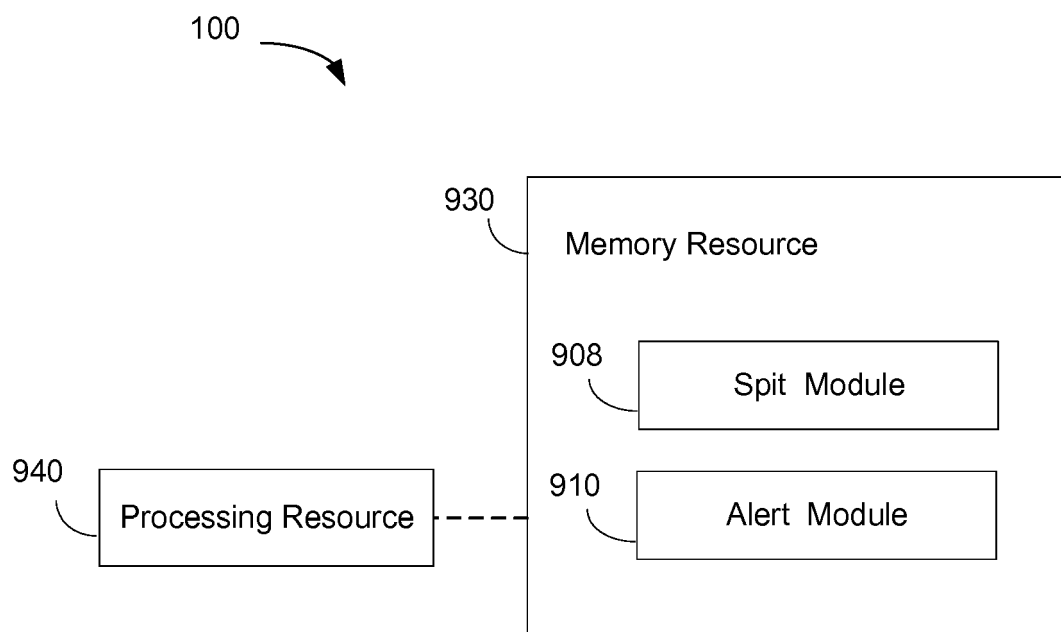 100
930
Memory Resource
908
Spit Module
940
Processing Resource
910
Alert Module